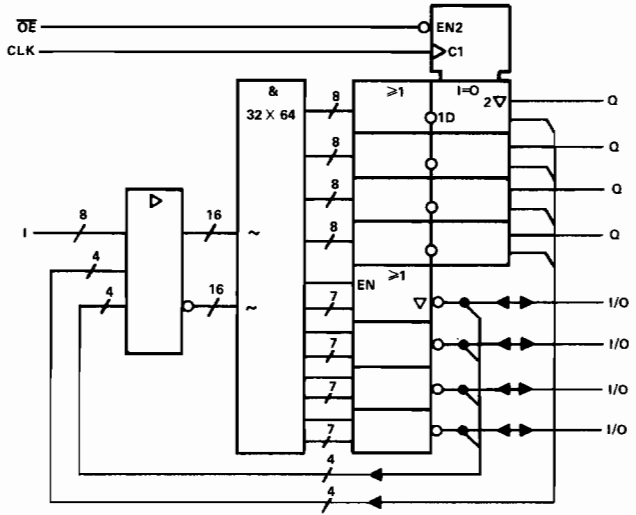 OE EN2
CLK C1
& ≥1 I=0
32 X 64 8 1D 2▽ Q
8 Q
8 Q
▷ 8 Q
I 8 16 ~
4 EN ≥1
4 16 ~ 7 ▽ I/O
7 I/O
7 I/O
7 I/O
4
4